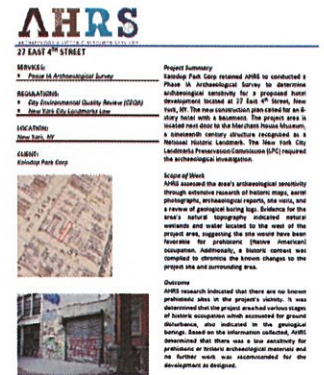 AHRS
27 EAST 4TH STREET
SERVICES:
• Phase IA Archaeological Survey
REGULATIONS:
• City Environmental Quality Review (CEQR)
• New York City Landmarks Law
LOCATION:
New York, NY
CLIENT:
Kalodop Park Corp
Project Summary
Kalodop Park Corp retained AHRS to conducted a
Phase IA Archaeological Survey to determine
archaeological sensitivity for a proposed hotel
development located at 27 East 4th Street, New
York, NY. The new construction plan called for an 8-
story hotel with a basement. The project area is
located next door to the Merchant House Museum,
a nineteenth century structure recognized as a
National Historic Landmark. The New York City
Landmarks Preservation Commission (LPC) required
the archaeological investigation.
Scope of Work
AHRS assessed the area's archaeological sensitivity
through extensive research of historic maps, aerial
photographs, archaeological reports, site visits, and
a review of geological boring logs. Evidence for the
area's natural topography indicated natural
wetlands and water located to the west of the
project area, suggesting the site would have been
favorable for prehistoric (Native American)
occupation. Additionally, a historic context was
compiled to chronicle the known changes to the
project site and surrounding area.
Outcome
AHRS research indicated that there are no known
prehistoric sites in the project's vicinity. It was
determined that the project area had various stages
of historic occupation which accounted for ground
disturbance, also indicated in the geological
borings. Based on the information collected, AHRS
determined that there was a low sensitivity for
prehistoric or historic archaeological materials and
no further work was recommended for the
development as designed.